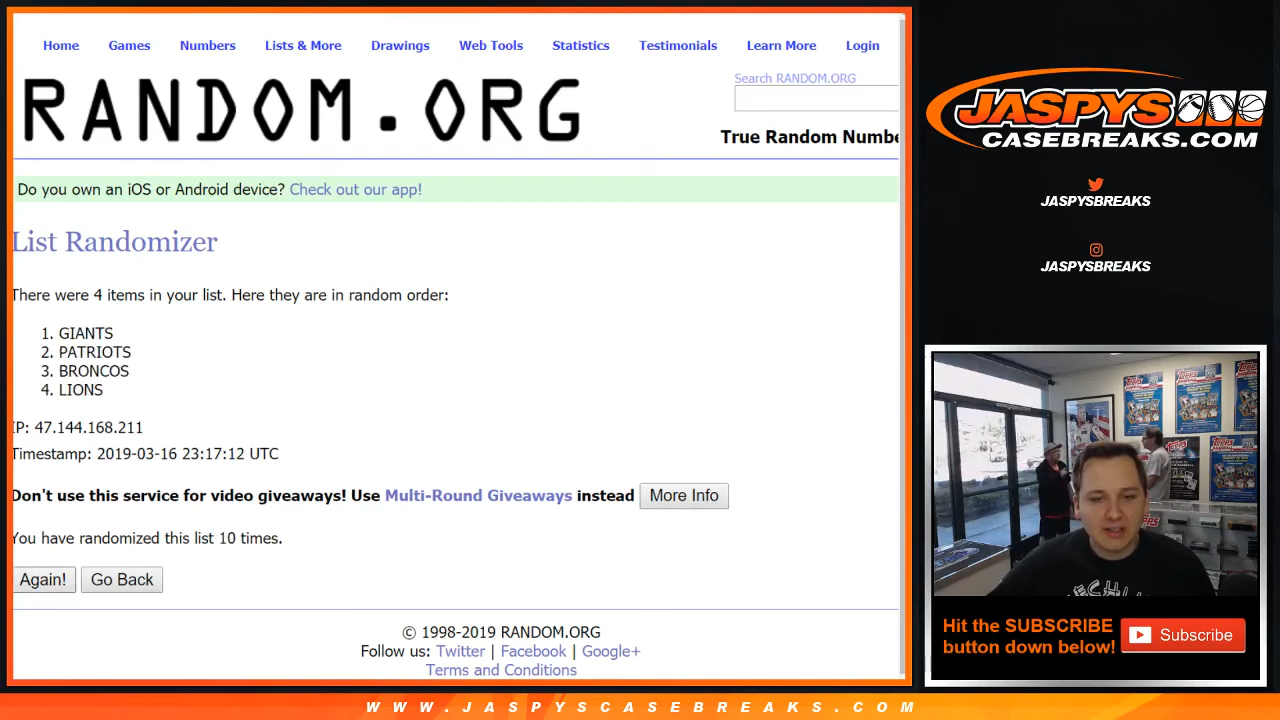 Home Games Numbers Lists & More Drawings Web Tools Statistics Testimonials Learn More Login
RANDOM.ORG
Search RANDOM.ORG
True Random Numbe
Do you own an iOS or Android device? Check out our app!
List Randomizer
There were 4 items in your list. Here they are in random order:
1. GIANTS
2. PATRIOTS
3. BRONCOS
4. LIONS
IP: 47.144.168.211
Timestamp: 2019-03-16 23:17:12 UTC
Don't use this service for video giveaways! Use Multi-Round Giveaways instead More Info
You have randomized this list 10 times.
Again! Go Back
© 1998-2019 RANDOM.ORG
Follow us: Twitter | Facebook | Google+
Terms and Conditions
JASPYS
CASEBREAKS.COM
JASPYSBREAKS
JASPYSBREAKS
Topps
Topps
Topps
Hit the SUBSCRIBE
button down below!
Subscribe
WWW.JASPYSCASEBREAKS.COM